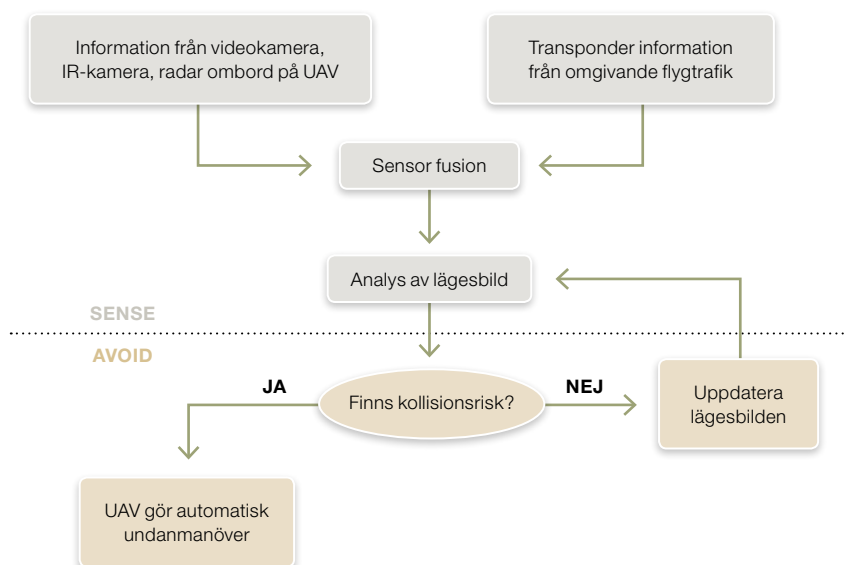 Information från videokamera,
IR-kamera, radar ombord på UAV
Transponder information
från omgivande flygtrafik
Sensor fusion
Analys av lägesbild
SENSE
AVOID
JA
Finns kollisionsrisk?
NEJ
Uppdatera
lägesbilden
UAV gör automatisk
undanmanöver